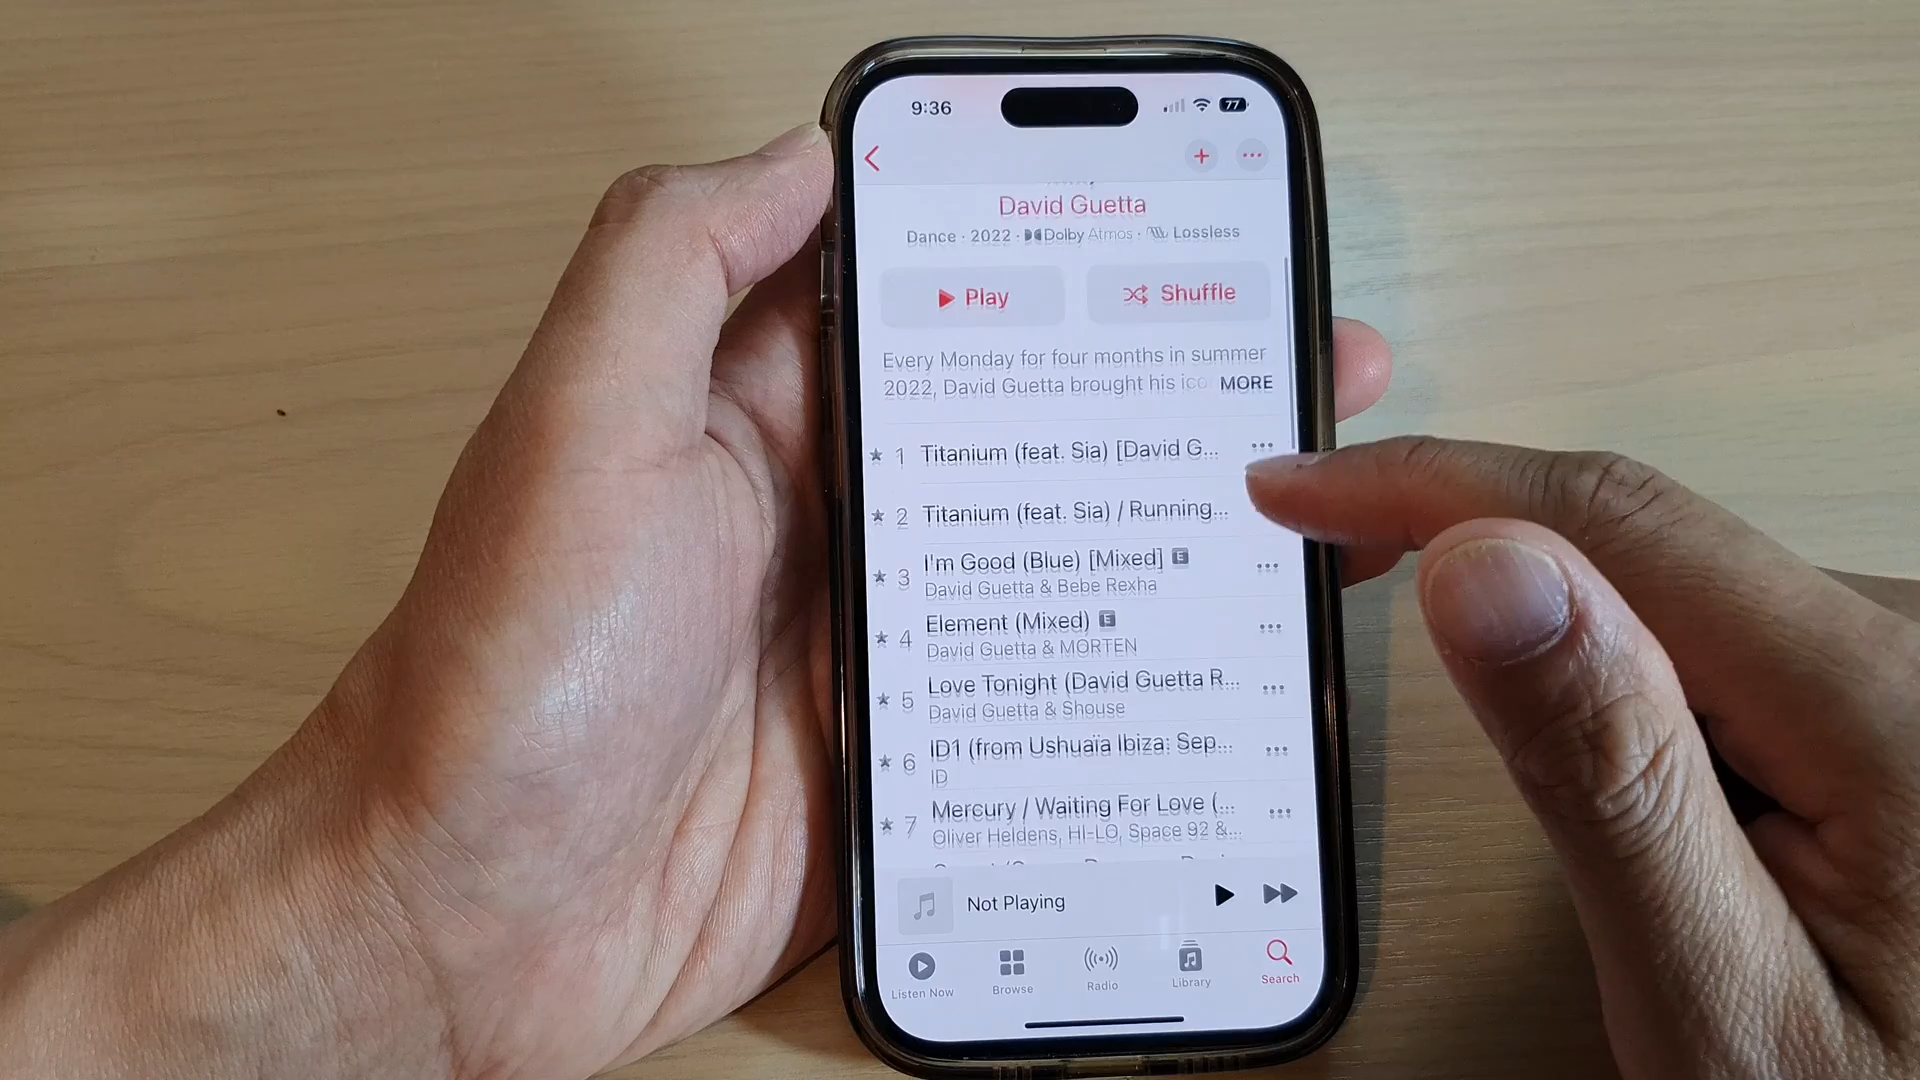 9:36
77
David Guetta
Dance · 2022 · Dolby Atmos · Lossless
Play
Shuffle
Every Monday for four months in summer
2022, David Guetta brought his ico MORE
★ 1 Titanium (feat. Sia) [David G...
★ 2 Titanium (feat. Sia) / Running...
★ 3 I'm Good (Blue) [Mixed] E
David Guetta & Bebe Rexha
★ 4 Element (Mixed) E
David Guetta & MORTEN
★ 5 Love Tonight (David Guetta R...
David Guetta & Shouse
★ 6 ID1 (from Ushuaïa Ibiza: Sep...
ID
★ 7 Mercury / Waiting For Love (...
Oliver Heldens, HI-LO, Space 92 &...
Not Playing
Listen Now
Browse
Radio
Library
Search